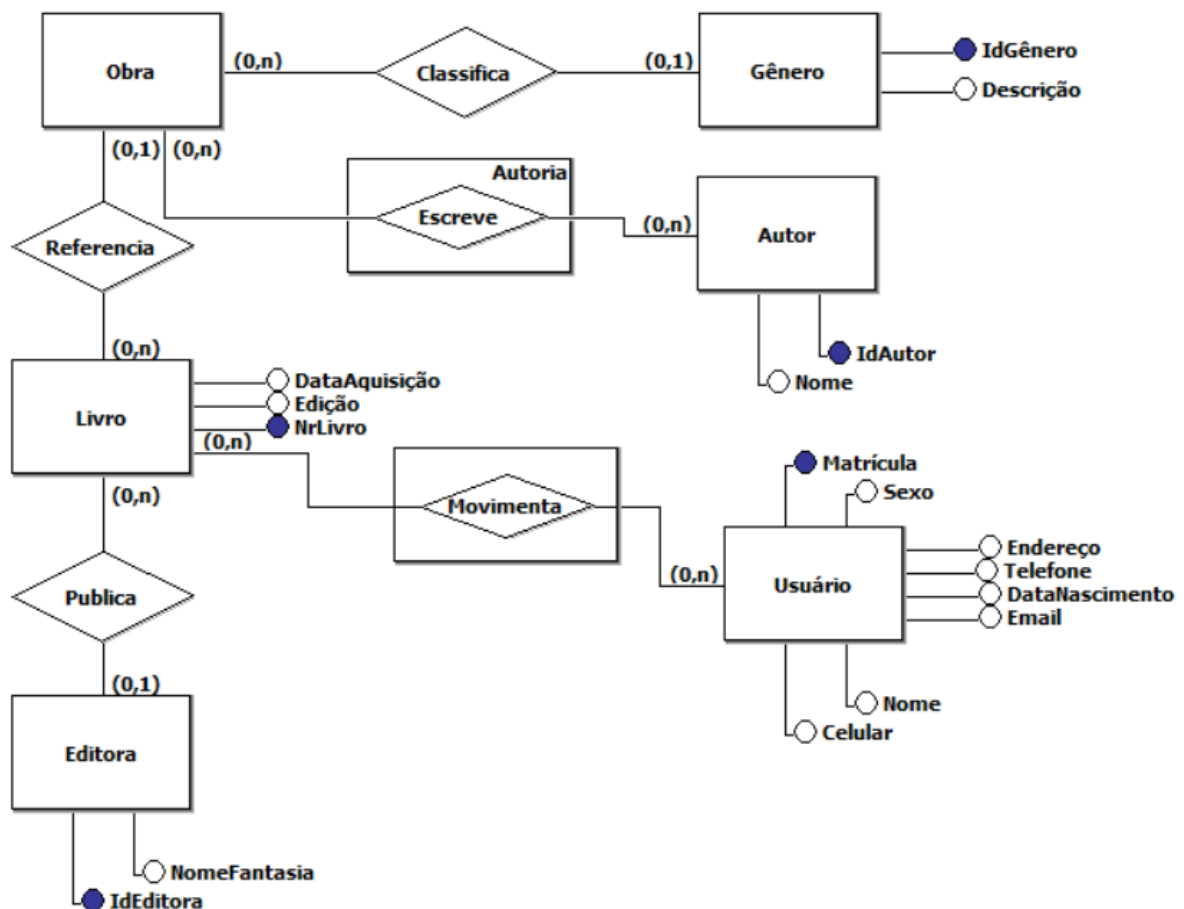 Obra
(0,n)
Classifica
(0,1)
Gênero
IdGênero
Descrição
(0,1)
(0,n)
Autoria
Escreve
(0,n)
Autor
Referencia
IdAutor
Nome
(0,n)
Livro
DataAquisição
Edição
NrLivro
(0,n)
(0,n)
Movimenta
(0,n)
Matrícula
Sexo
Usuário
Endereço
Telefone
DataNascimento
Email
Nome
Celular
Publica
(0,1)
Editora
NomeFantasia
IdEditora